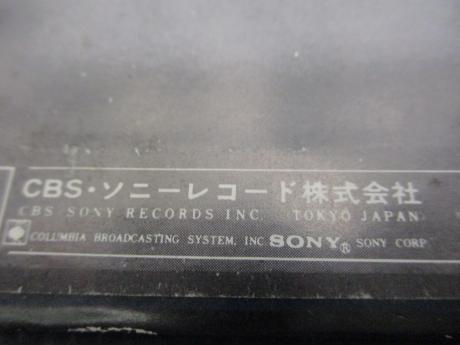 CBS・ソニーレコード株式会社
CBS SONY RECORDS INC. (TOKYO JAPAN)
COLUMBIA BROADCASTING SYSTEM, INC SONY® SONY CORP